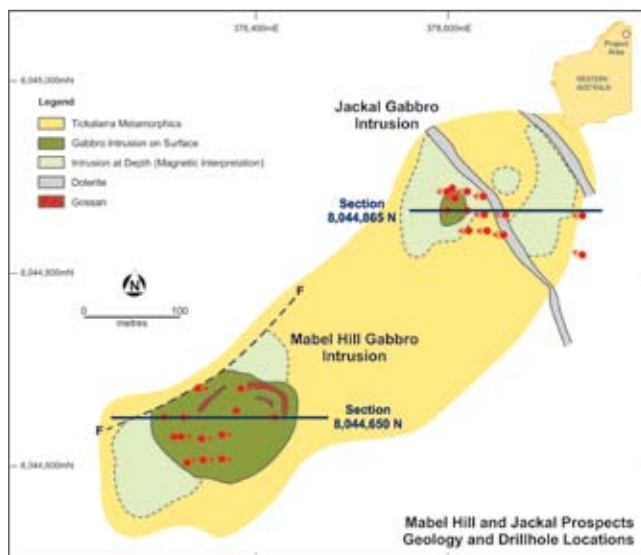 378,400mE
378,600mE
Project Area
WESTERN
AUSTRALIA
8,045,000mN
Legend
Tickalarra Metamorphics
Gabbro Intrusion on Surface
Intrusion at Depth (Magnetic Interpretation)
Dolerite
Gossan
Jackal Gabbro
Intrusion
Section
8,044,865 N
8,044,800mN
N
0
100
metres
F
Mabel Hill Gabbro
Intrusion
Section
8,044,650 N
F
8,044,600mN
Mabel Hill and Jackal Prospects
Geology and Drillhole Locations